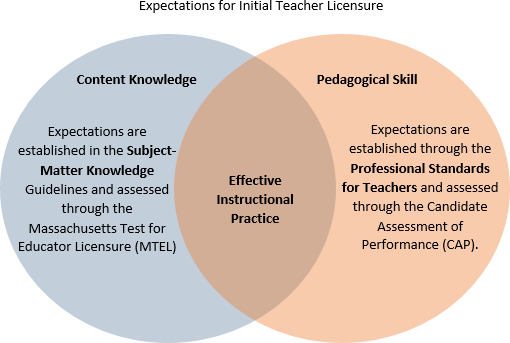 Expectations for Initial Teacher Licensure
Content Knowledge
Expectations are
established in the Subject-
Matter Knowledge
Guidelines and assessed
through the
Massachusetts Test for
Educator Licensure (MTEL)
Effective
Instructional
Practice
Pedagogical Skill
Expectations are
established through the
Professional Standards
for Teachers and assessed
through the Candidate
Assessment of
Performance (CAP).